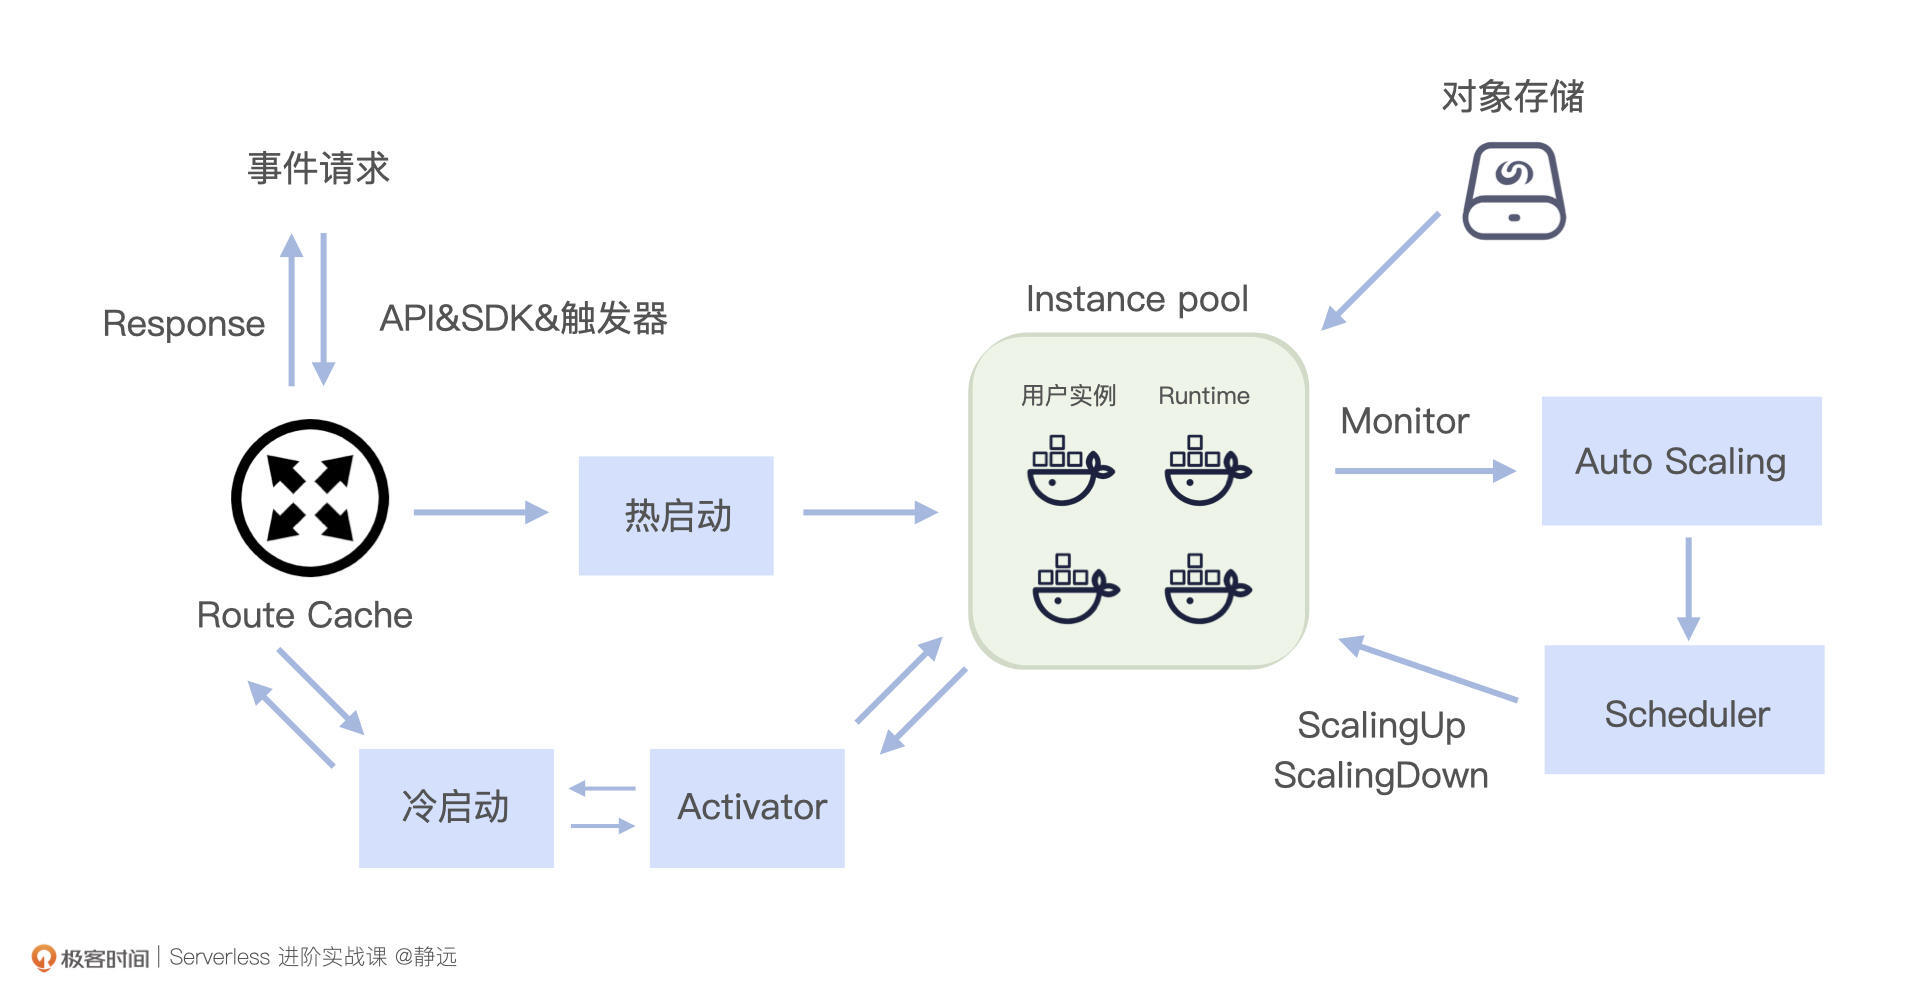 对象存储
事件请求
Instance pool
Response
API&SDK&触发器
用户实例
Runtime
Monitor
Auto Scaling
热启动
Route Cache
Scheduler
ScalingUp
ScalingDown
冷启动
Activator
极客时间 | Serverless 进阶实战课 @静远